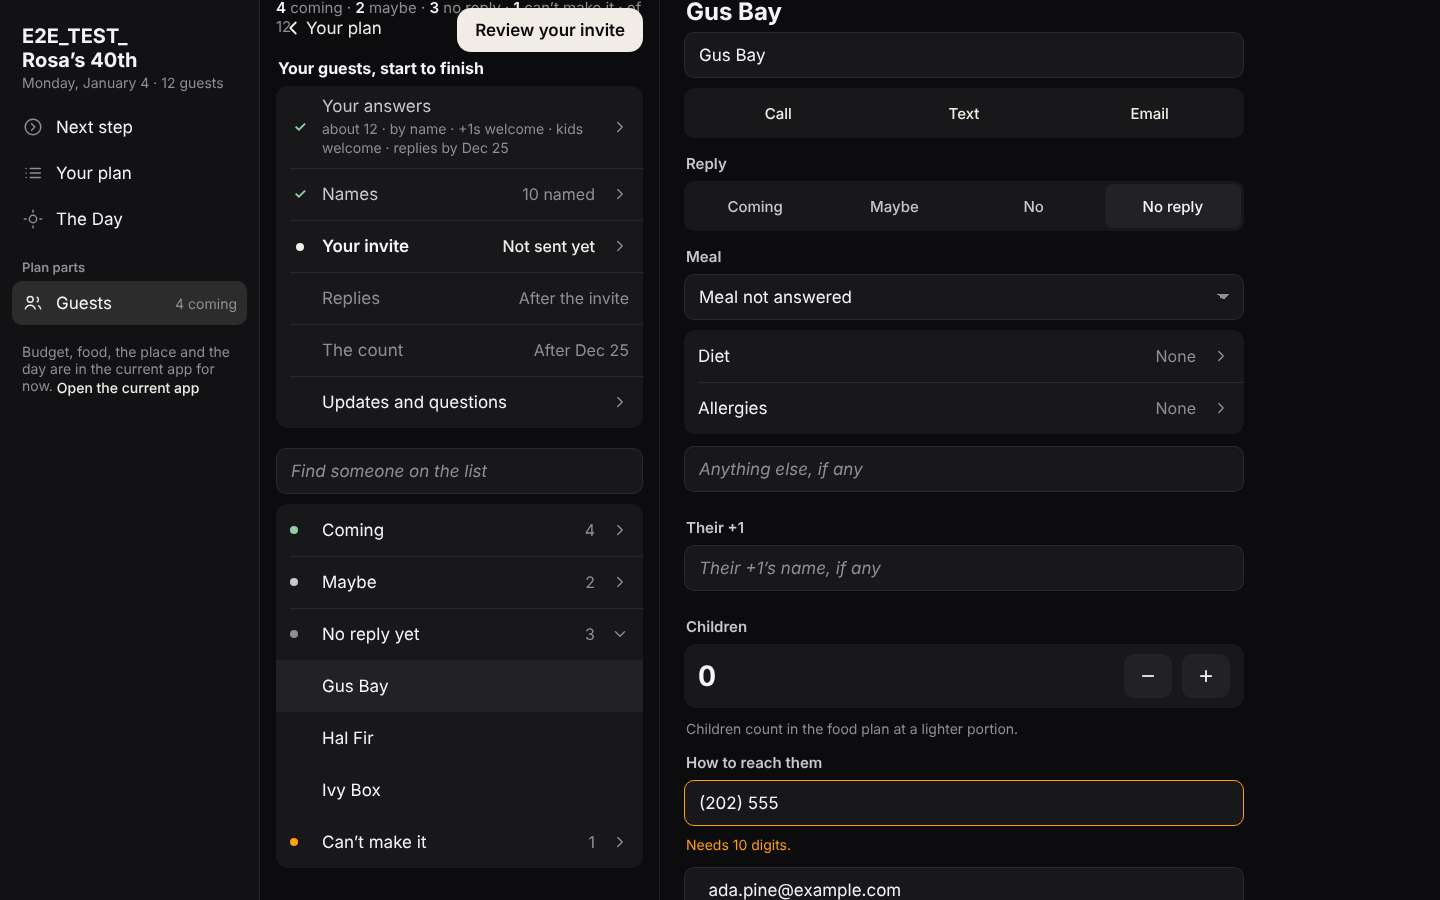 E2E_TEST_
Rosa’s 40th
Monday, January 4 · 12 guests
Next step
Your plan
The Day
Plan parts
Guests 4 coming
Budget, food, the place and the
day are in the current app for
now. Open the current app
4 coming · 2 maybe · 3 no reply · 1 can’t make it · of
12
Your plan
Review your invite
Your guests, start to finish
Your answers
about 12 · by name · +1s welcome · kids
welcome · replies by Dec 25
Names 10 named
Your invite Not sent yet
Replies After the invite
The count After Dec 25
Updates and questions
Find someone on the list
Coming 4
Maybe 2
No reply yet 3
Gus Bay
Hal Fir
Ivy Box
Can’t make it 1
Gus Bay
Gus Bay
Call Text Email
Reply
Coming Maybe No No reply
Meal
Meal not answered
Diet None
Allergies None
Anything else, if any
Their +1
Their +1’s name, if any
Children
0 − +
Children count in the food plan at a lighter portion.
How to reach them
(202) 555
Needs 10 digits.
ada.pine@example.com